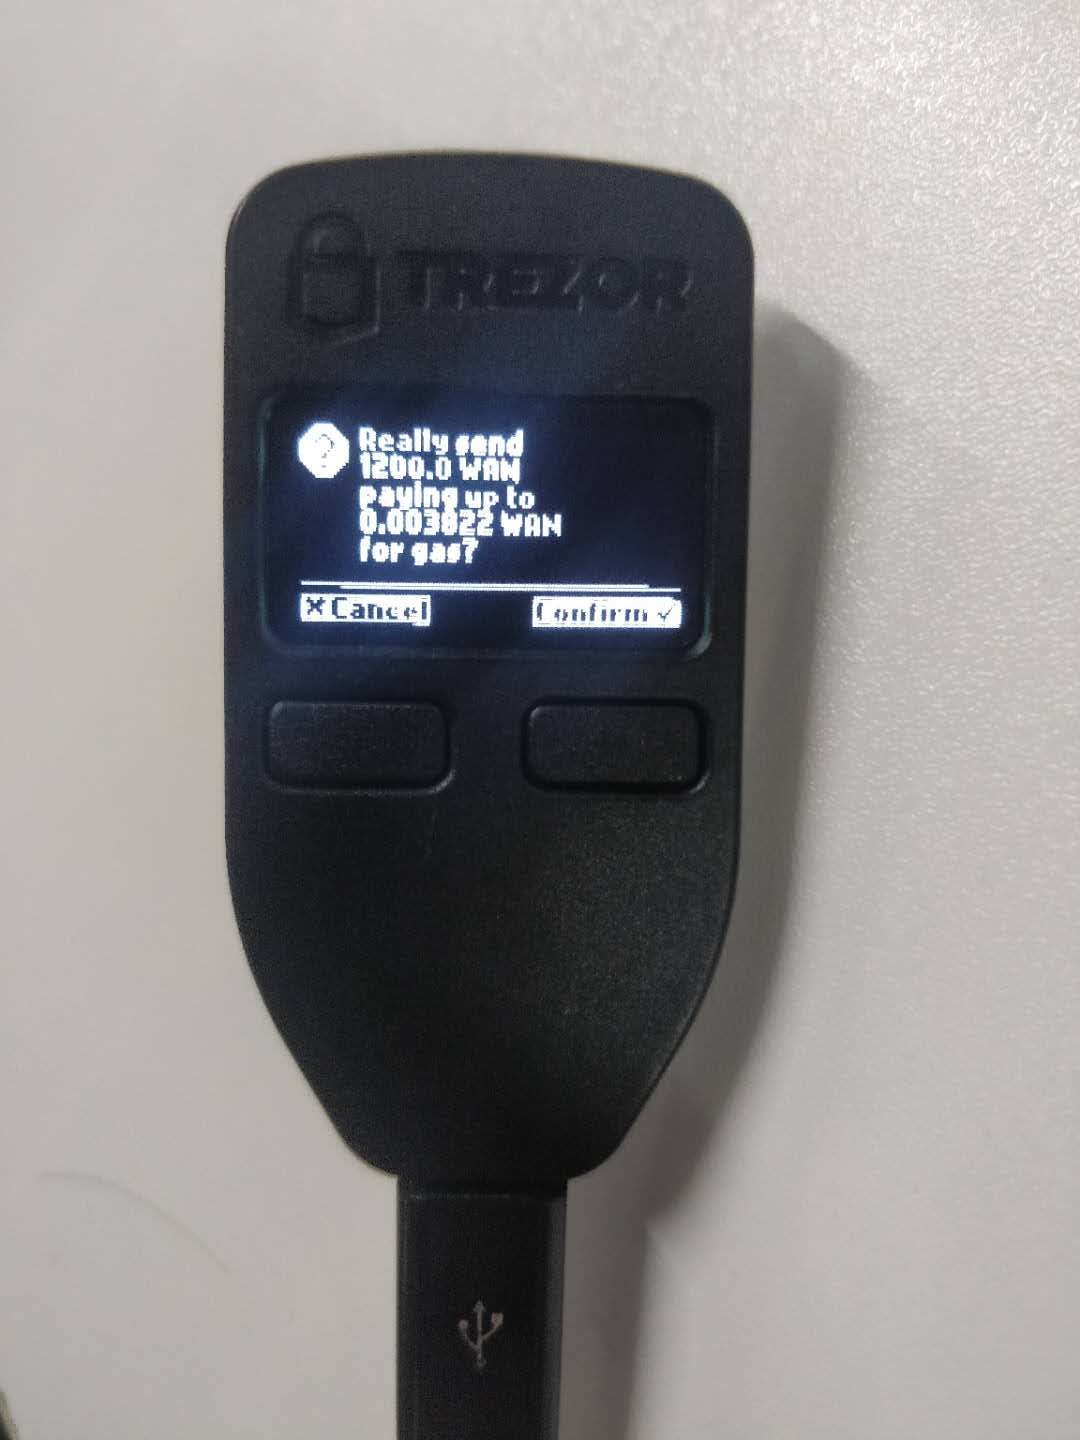 TREZOR
Really send
1200.0 WAN
paying up to
0.003822 WAN
for gas?
✕Cancel
Confirm✓